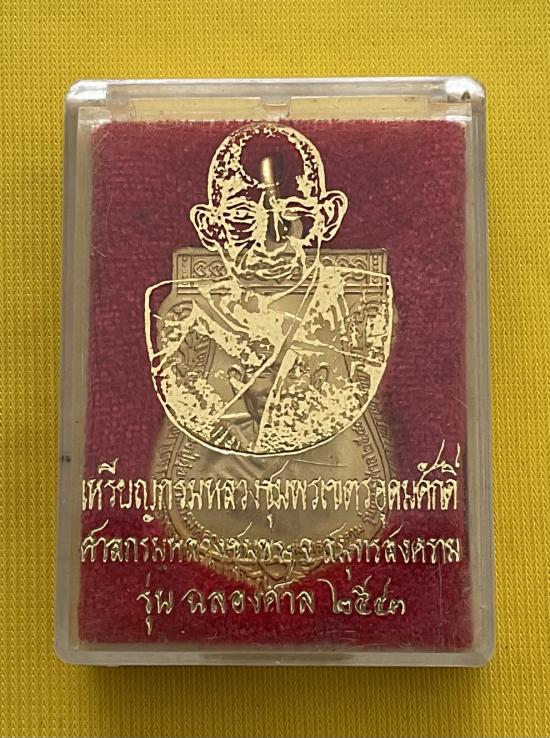 เหรียญกรมหลวงชุมพรเขตรอุดมศักดิ์
ศาลกรมหลวงชุมพร จ.สมุทรสงคราม
รุ่น ฉลองศาล ๒๕๔๓